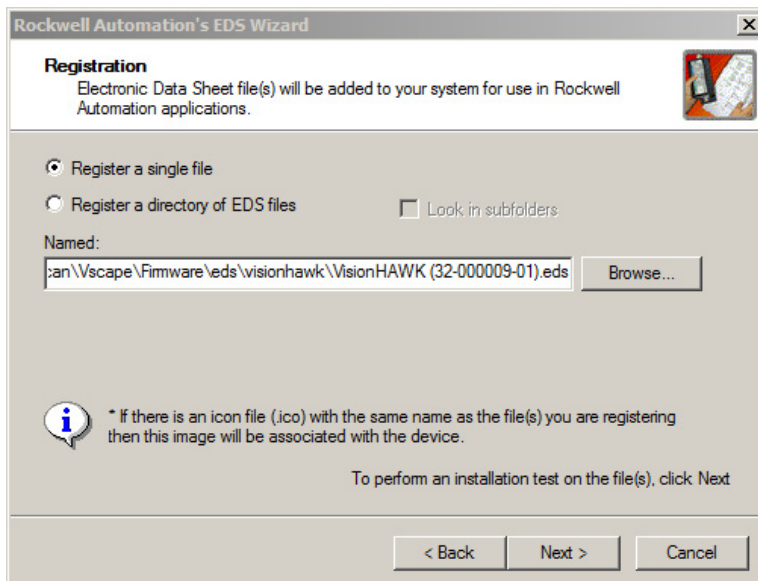 Rockwell Automation's EDS Wizard
Registration
Electronic Data Sheet file(s) will be added to your system for use in Rockwell
Automation applications.
Register a single file
Register a directory of EDS files
Look in subfolders
Named:
:an\Vscape\Firmware\eds\visionhawk\VisionHAWK (32-000009-01).eds
Browse...
* If there is an icon file (.ico) with the same name as the file(s) you are registering
then this image will be associated with the device.
To perform an installation test on the file(s), click Next
< Back
Next >
Cancel